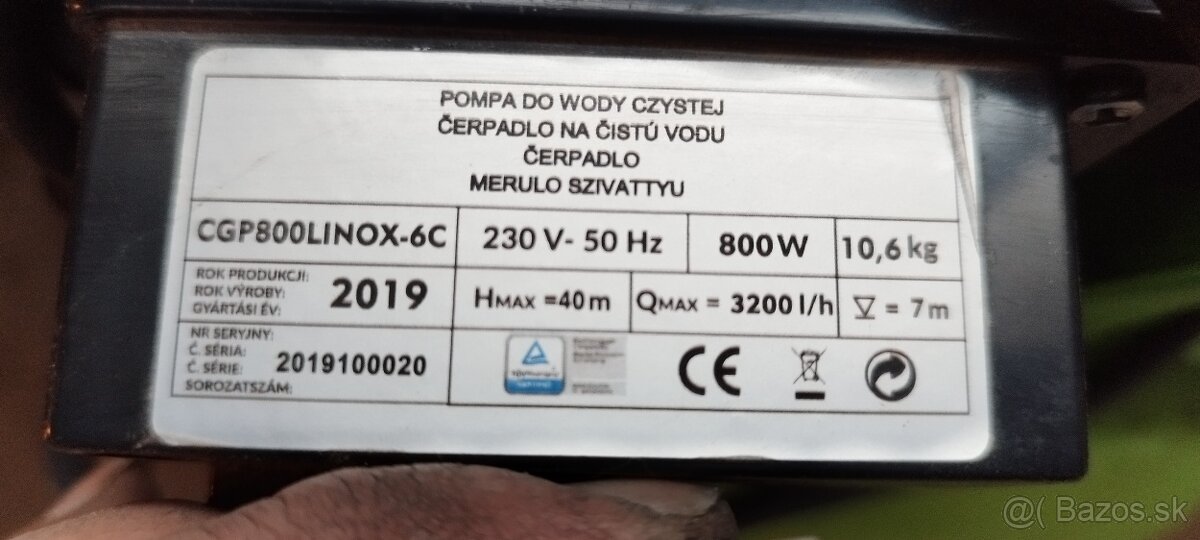 POMPA DO WODY CZYSTEJ
ČERPADLO NA ČISTÚ VODU
ČERPADLO
MERULO SZIVATTYU
CGP800LINOX-6C 230 V- 50 Hz 800W 10,6 kg
ROK PRODUKCJI:
ROK VÝROBY:
GYÁRTÁSI ÉV:
2019
HMAX =40m QMAX = 3200 l/h = 7m
NR SERYJNY:
Č. SÉRIA:
Č. SÉRIE:
SOROZATSZÁM:
2019100020
CE
@( Bazos.sk